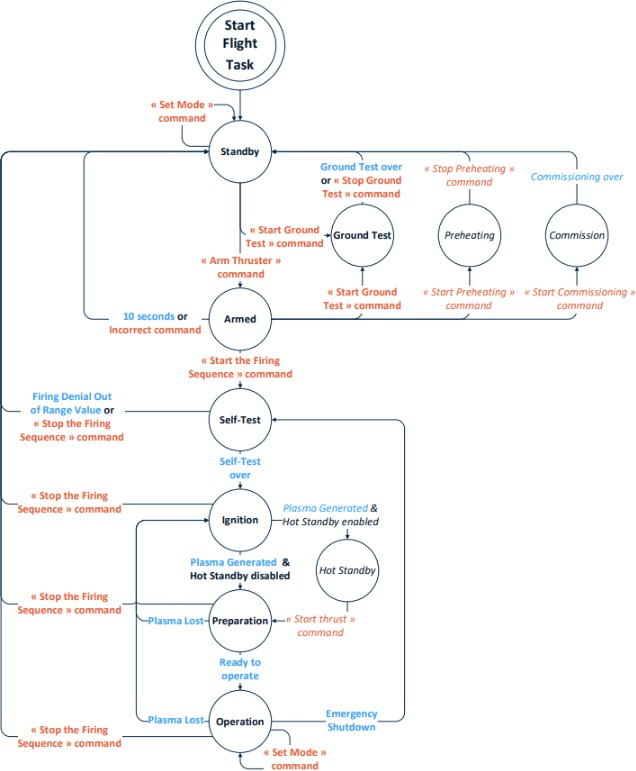 Start
Flight
Task
« Set Mode »
command
Standby
Ground Test over
or « Stop Ground
Test » command
« Stop Preheating »
command
Commissioning over
« Start Ground
Test » command
Ground Test
Preheating
Commission
« Arm Thruster »
command
« Start Ground
Test » command
« Start Preheating »
command
« Start Commissioning »
command
10 seconds or
Incorrect command
Armed
« Start the Firing
Sequence » command
Firing Denial Out
of Range Value or
« Stop the Firing
Sequence » command
Self-Test
Self-Test
over
« Stop the Firing
Sequence » command
Ignition
Plasma Generated &
Hot Standby enabled
Plasma Generated &
Hot Standby disabled
Hot Standby
« Stop the Firing
Sequence » command
Plasma Lost
Preparation
« Start thrust »
command
Ready to
operate
Plasma Lost
Operation
Emergency
Shutdown
« Stop the Firing
Sequence » command
« Set Mode »
command